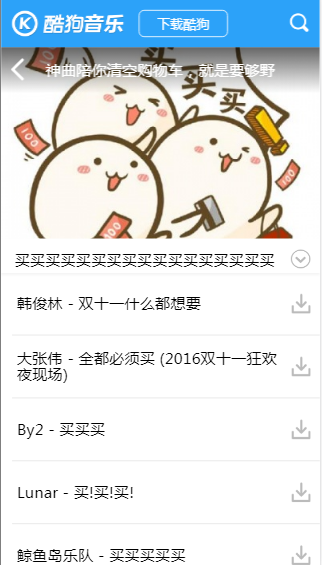 酷狗音乐
下载酷狗
神曲陪你清空购物车，就是要够野
买买
100
100
100
买买买买买买买买买买买买买买买买买
韩俊林 - 双十一什么都想要
大张伟 - 全都必须买 (2016双十一狂欢
夜现场)
By2 - 买买买
Lunar - 买!买!买!
鲸鱼岛乐队 - 买买买买买